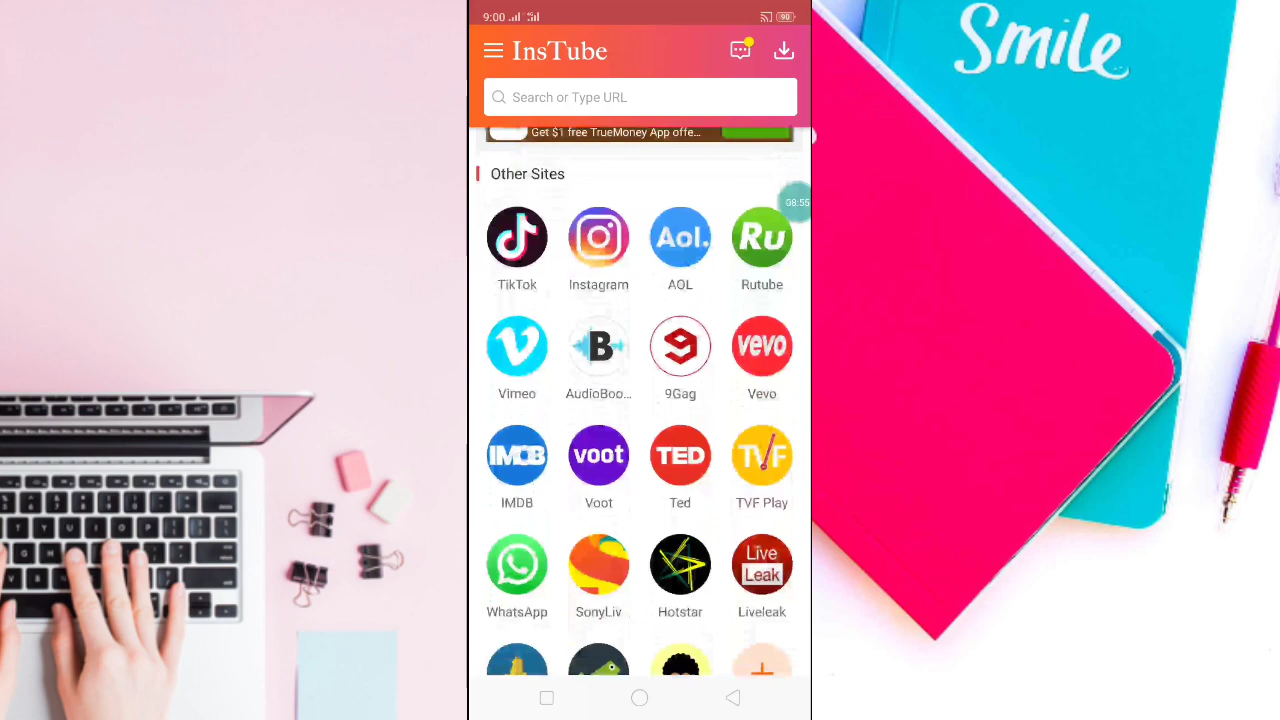 Smile
9:00
90
InsTube
Search or Type URL
Get $1 free TrueMoney App offe...
Other Sites
08:55
Aol.
Ru
TikTok
Instagram
AOL
Rutube
B
vevo
Vimeo
AudioBoo...
9Gag
Vevo
IMDB
voot
TED
TVF
IMDB
Voot
Ted
TVF Play
Live
Leak
WhatsApp
SonyLiv
Hotstar
Liveleak